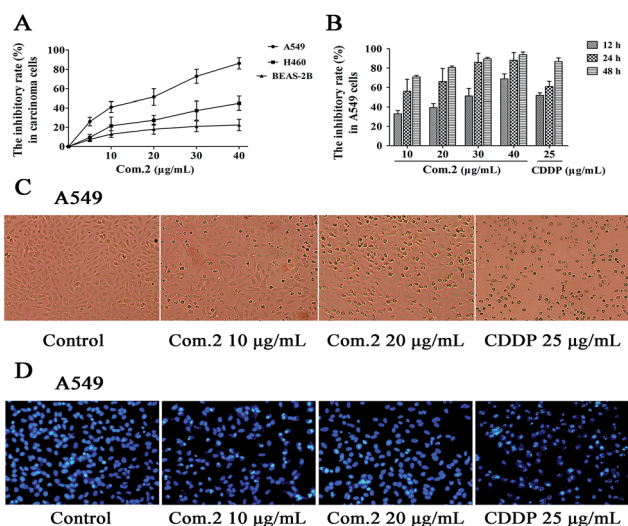 A
The inhibitory rate (%)
in carcinoma cells
100
80
60
40
20
0
10
20
30
40
Com.2 (μg/mL)
A549
H460
BEAS-2B
B
The inhibitory rate (%)
in A549 cells
100
80
60
40
20
0
10
20
30
40
25
Com.2 (μg/mL)
CDDP (μg/mL)
12 h
24 h
48 h
C
A549
Control
Com.2 10 μg/mL
Com.2 20 μg/mL
CDDP 25 μg/mL
D
A549
Control
Com.2 10 μg/mL
Com.2 20 μg/mL
CDDP 25 μg/mL